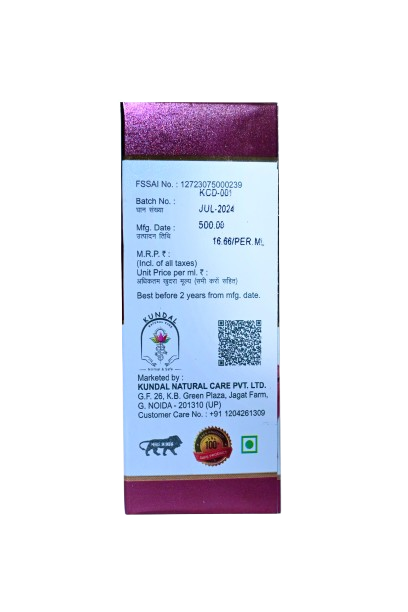 FSSAI No. : 12723075000239
KCD-001
Batch No. :
घान संख्या
JUL-2024
Mfg. Date :
उत्पादन तिथि
500.00
16.66/PER. ML
M.R.P. ₹ :
(Incl. of all taxes)
Unit Price per ml. ₹ :
अधिकतम खुदरा मूल्य (सभी करों सहित)
Best before 2 years from mfg. date.
KUNDAL
Marketed by :
KUNDAL NATURAL CARE PVT. LTD.
G.F. 26, K.B. Green Plaza, Jagat Farm,
G. NOIDA - 201310 (UP)
Customer Care No. : +91 1204261309
100%